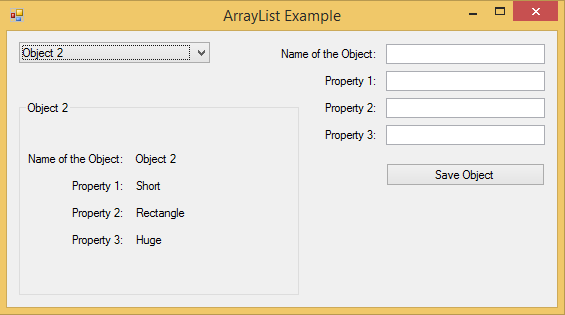 ArrayList Example
Object 2
Name of the Object:
Property 1:
Property 2:
Property 3:
Save Object
Object 2
Name of the Object: Object 2
Property 1: Short
Property 2: Rectangle
Property 3: Huge